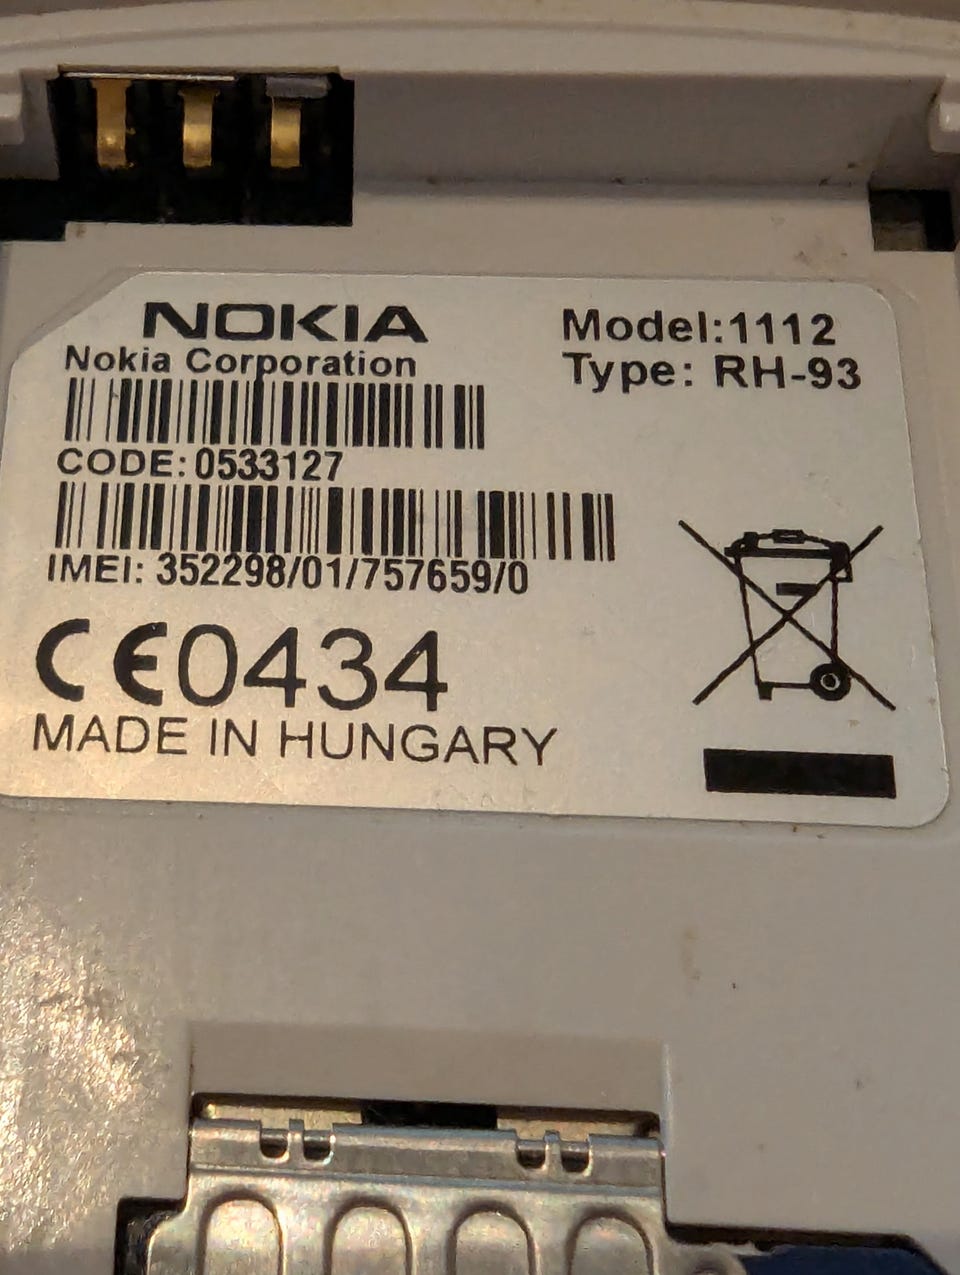 NOKIA
Nokia Corporation
Model:1112
Type: RH-93
CODE: 0533127
IMEI: 352298/01/757659/0
CE0434
MADE IN HUNGARY